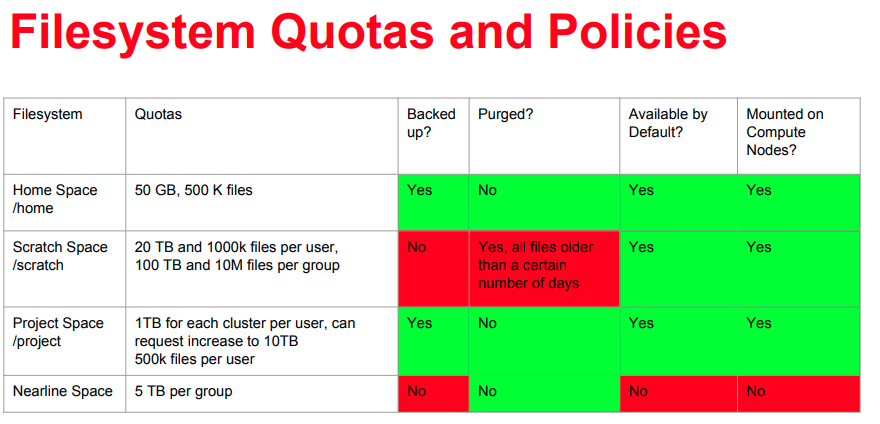 Filesystem Quotas and Policies
Filesystem
Quotas
Backed
up?
Purged?
Available by
Default?
Mounted on
Compute
Nodes?
Home Space
/home
50 GB, 500 K files
Yes
No
Yes
Yes
Scratch Space
/scratch
20 TB and 1000k files per user,
100 TB and 10M files per group
No
Yes, all files older
than a certain
number of days
Yes
Yes
Project Space
/project
1TB for each cluster per user, can
request increase to 10TB
500k files per user
Yes
No
Yes
Yes
Nearline Space
5 TB per group
No
No
No
No